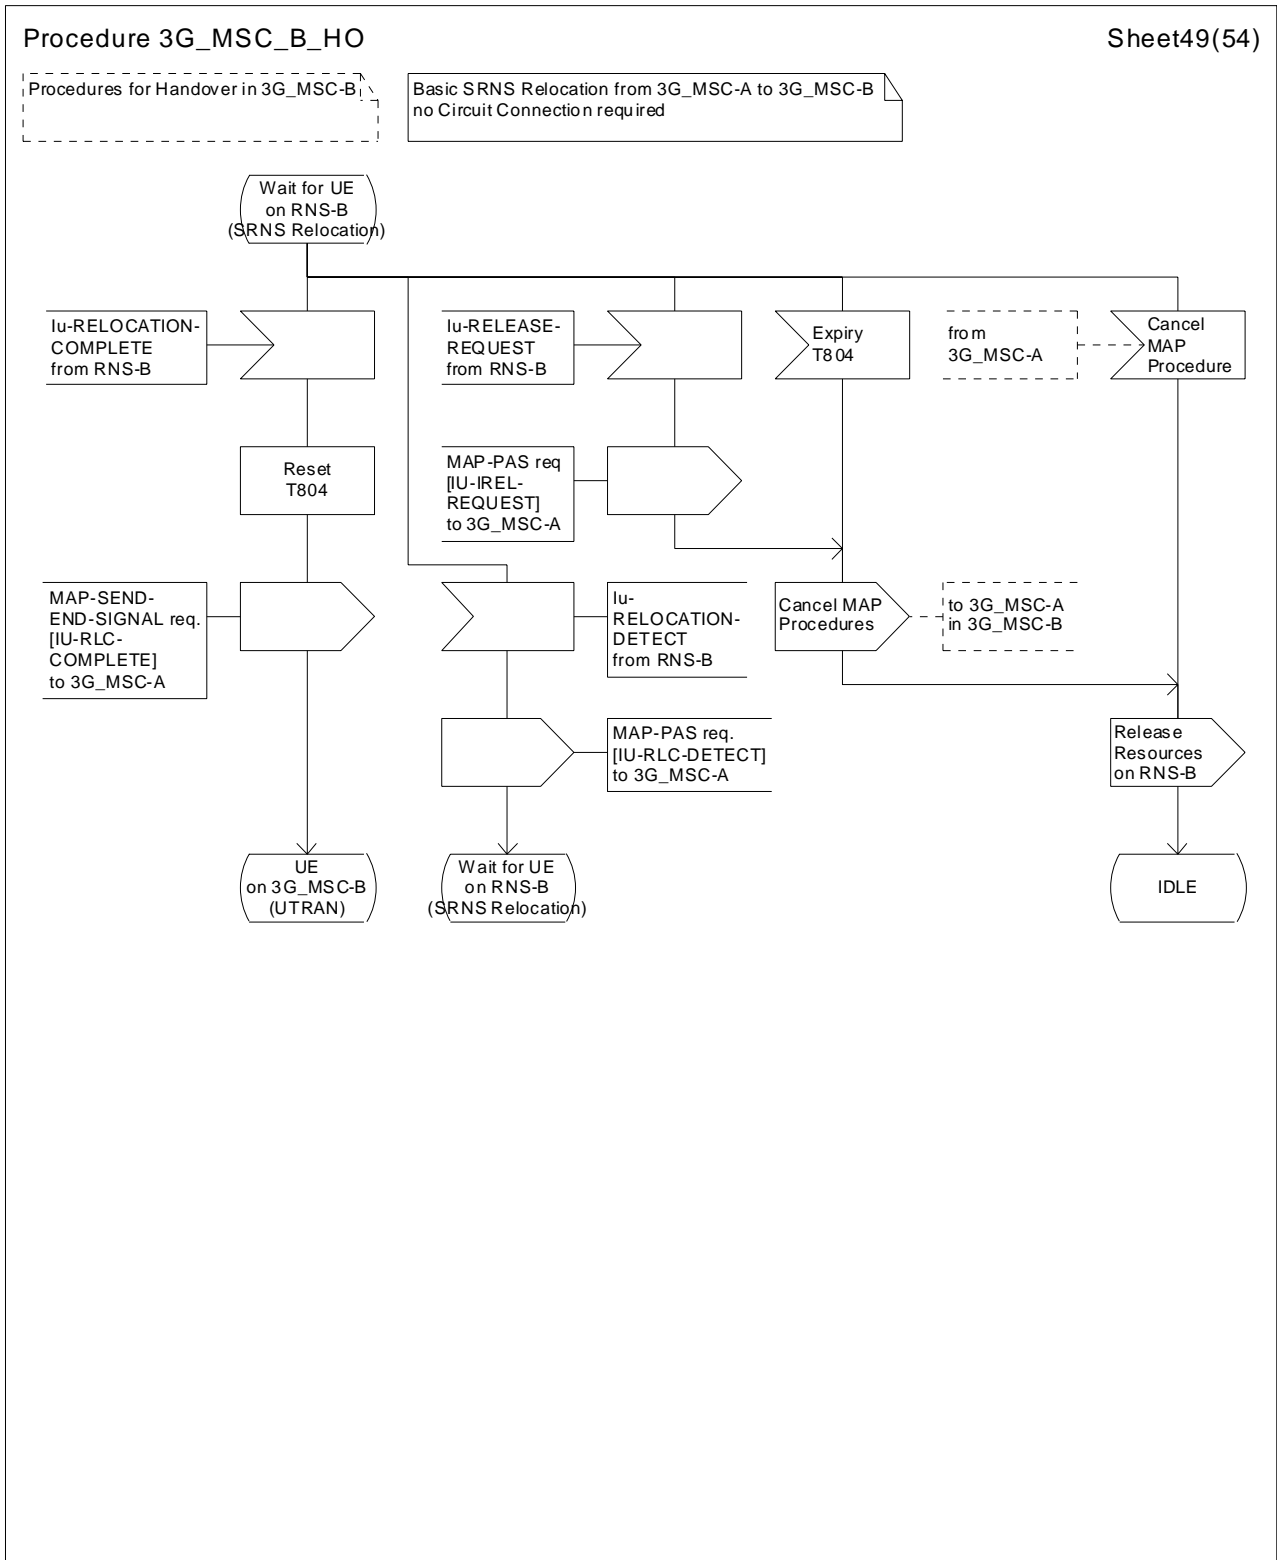 Procedure 3G_MSC_B_HO
Sheet49(54)
Procedures for Handover in 3G_MSC-B
Basic SRNS Relocation from 3G_MSC-A to 3G_MSC-B
no Circuit Connection required
Wait for UE
on RNS-B
(SRNS Relocation)
Iu-RELOCATION-
COMPLETE
from RNS-B
Iu-RELEASE-
REQUEST
from RNS-B
Expiry
T804
from
3G_MSC-A
Cancel
MAP
Procedure
Reset
T804
MAP-PAS req
[IU-IREL-
REQUEST]
to 3G_MSC-A
MAP-SEND-
END-SIGNAL req.
[IU-RLC-
COMPLETE]
to 3G_MSC-A
Iu-
RELOCATION-
DETECT
from RNS-B
Cancel MAP
Procedures
to 3G_MSC-A
in 3G_MSC-B
MAP-PAS req.
[IU-RLC-DETECT]
to 3G_MSC-A
Release
Resources
on RNS-B
UE
on 3G_MSC-B
(UTRAN)
Wait for UE
on RNS-B
(SRNS Relocation)
IDLE